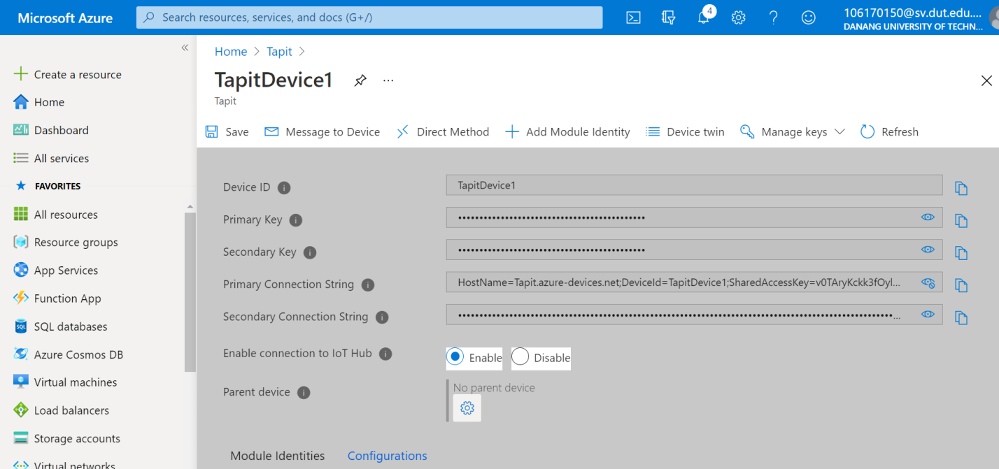 Microsoft Azure
Search resources, services, and docs (G+/)
4
106170150@sv.dut.edu....
DANANG UNIVERSITY OF TECHN...
Create a resource
Home
Dashboard
All services
FAVORITES
All resources
Resource groups
App Services
Function App
SQL databases
Azure Cosmos DB
Virtual machines
Load balancers
Storage accounts
Virtual networks
Home > Tapit >
TapitDevice1 ...
Tapit
Save Message to Device Direct Method Add Module Identity Device twin Manage keys Refresh
Device ID TapitDevice1
Primary Key ••••••••••••••••••••••••••••••••••••••••••••
Secondary Key ••••••••••••••••••••••••••••••••••••••••••••
Primary Connection String HostName=Tapit.azure-devices.net;DeviceId=TapitDevice1;SharedAccessKey=v0TAryKckk3fOyI...
Secondary Connection String ••••••••••••••••••••••••••••••••••••••••••••••••••••••••••••••••••••••••••••••••••••••••••••••••••••...
Enable connection to IoT Hub Enable Disable
Parent device No parent device
Module Identities Configurations